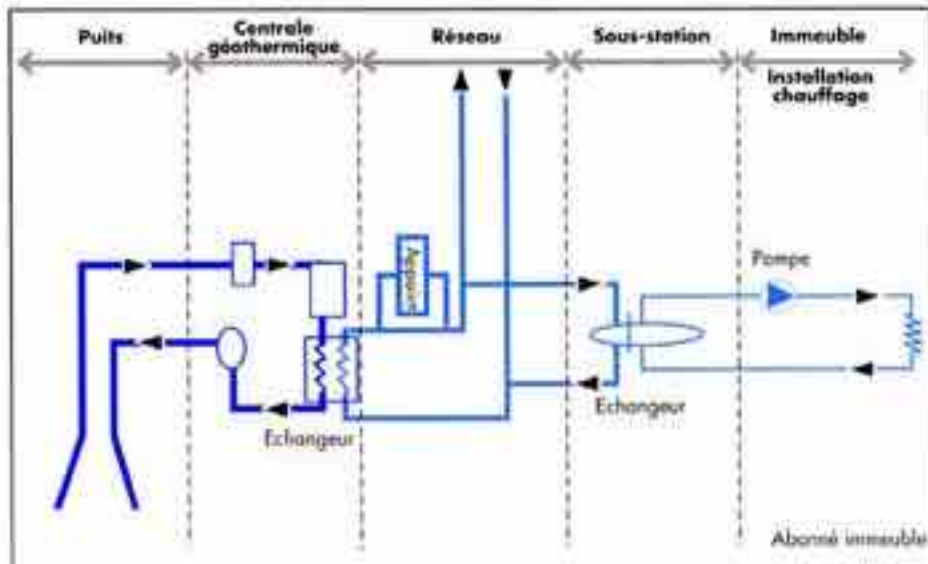 Puits
Centrale
géothermique
Réseau
Sous-station
Immeuble
Installation
chauffage
Appoint
Pompe
Echangeur
Echangeur
Abonné immeuble